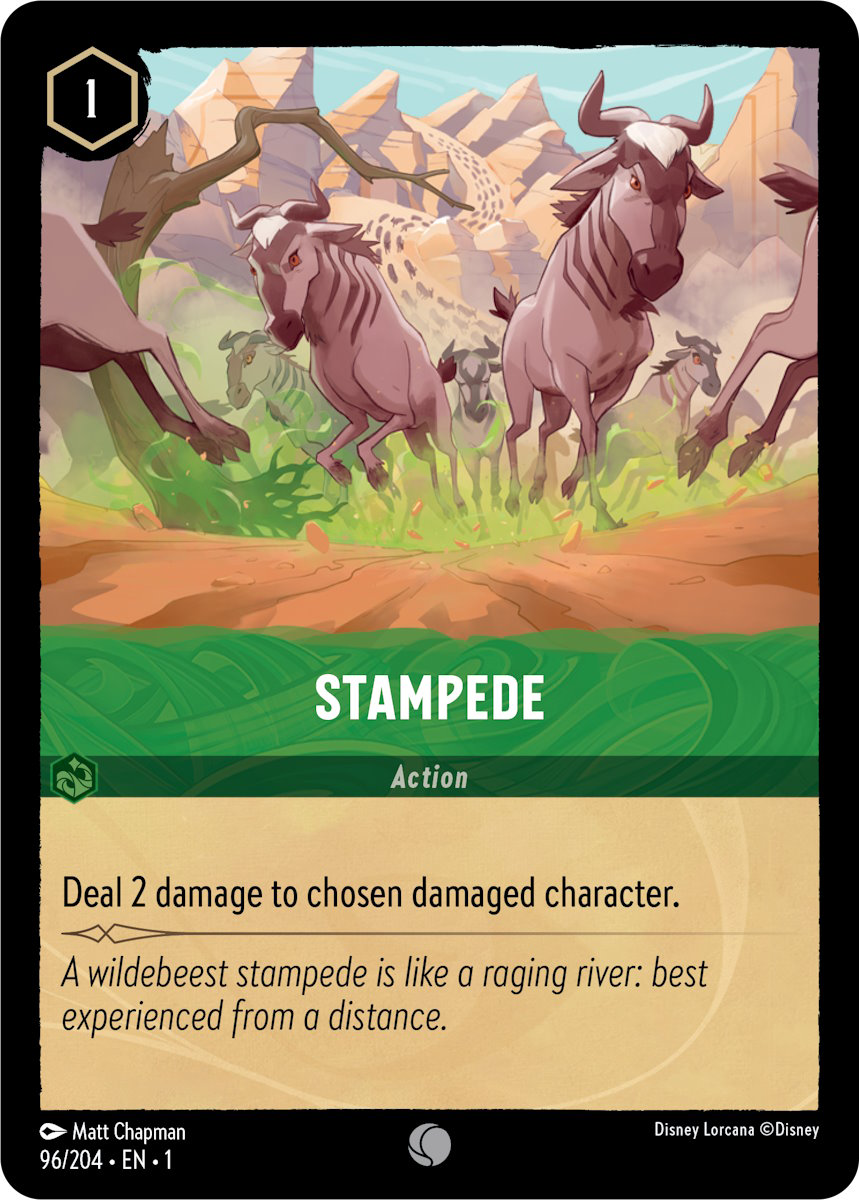 1
STAMPEDE
Action
Deal 2 damage to chosen damaged character.
A wildebeest stampede is like a raging river: best
experienced from a distance.
Matt Chapman
96/204 • EN • 1
Disney Lorcana ©Disney